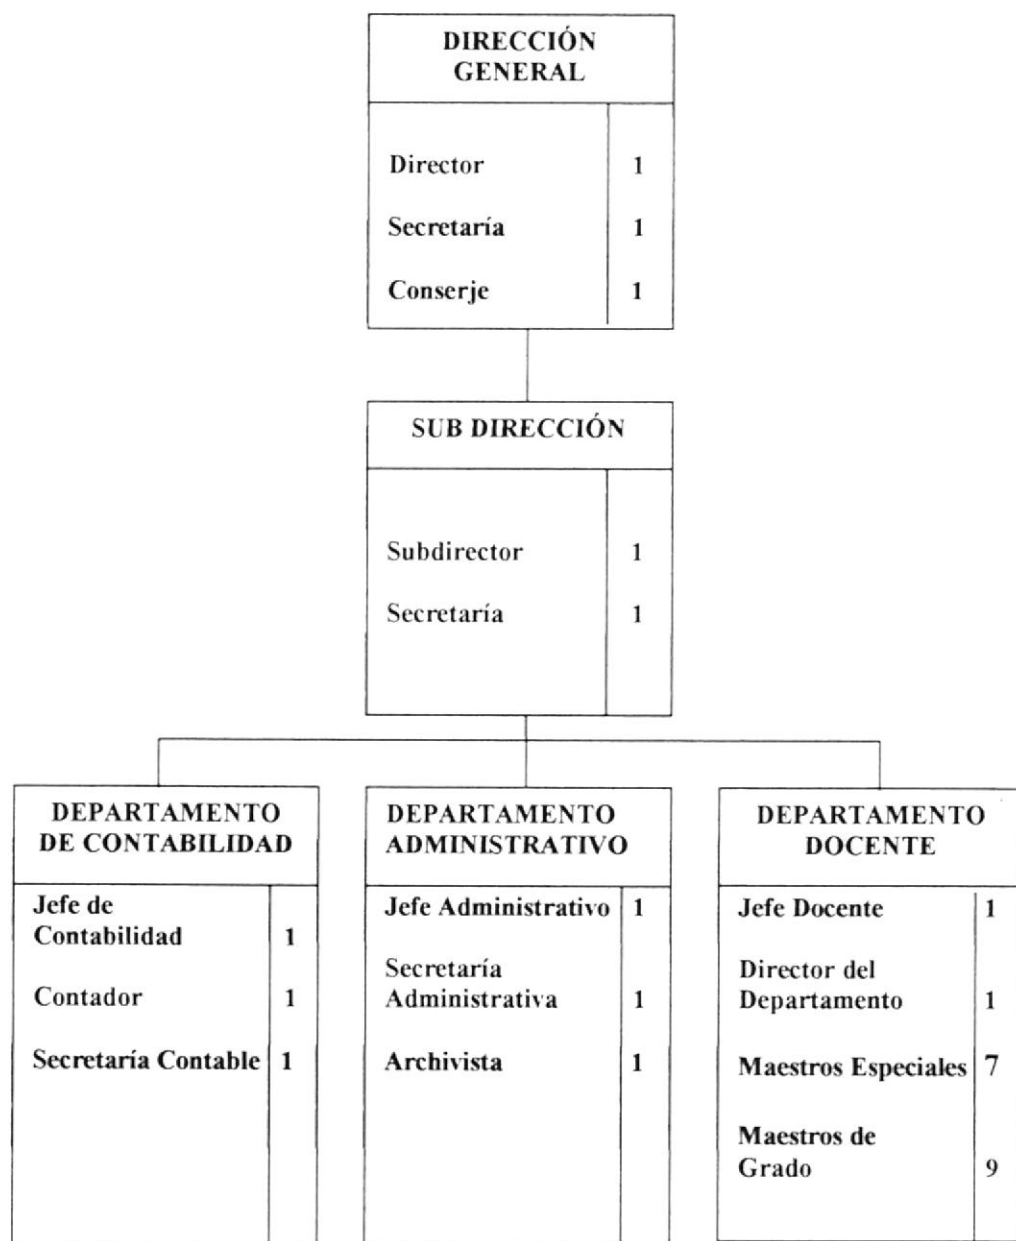 DIRECCIÓN
GENERAL
Director 1
Secretaría 1
Conserje 1
SUB DIRECCIÓN
Subdirector 1
Secretaría 1
DEPARTAMENTO
DE CONTABILIDAD
Jefe de
Contabilidad 1
Contador 1
Secretaría Contable 1
DEPARTAMENTO
ADMINISTRATIVO
Jefe Administrativo 1
Secretaría
Administrativa 1
Archivista 1
DEPARTAMENTO
DOCENTE
Jefe Docente 1
Director del
Departamento 1
Maestros Especiales 7
Maestros de
Grado 9